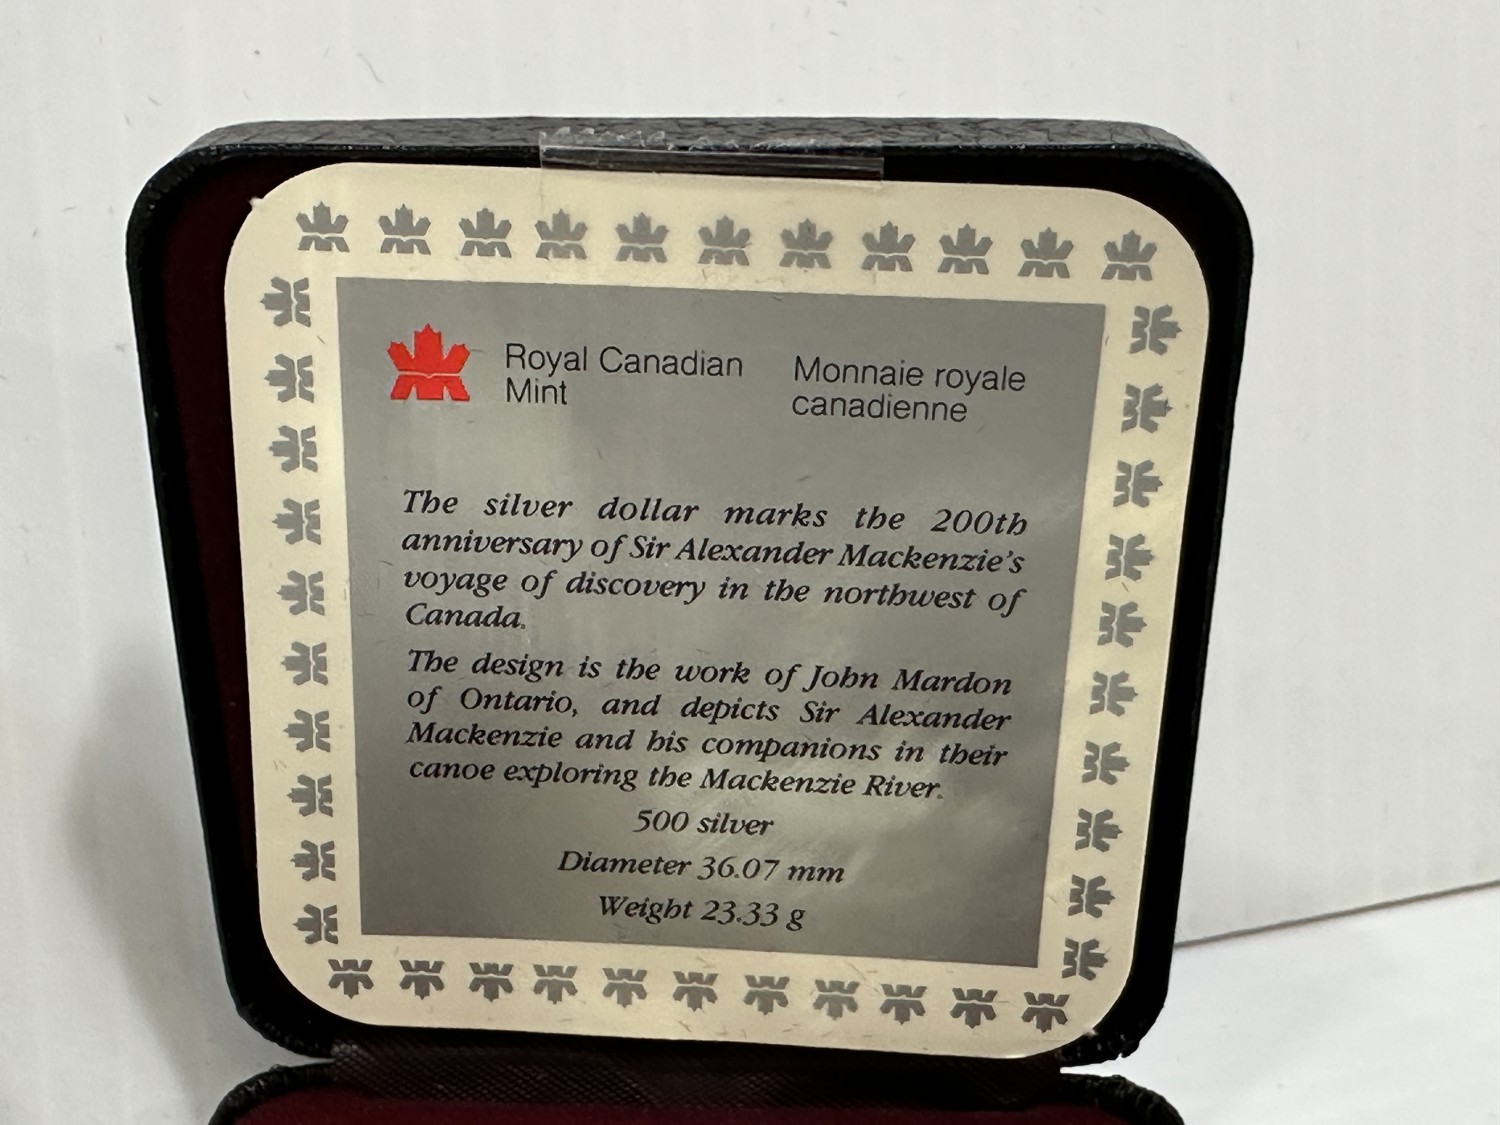 Royal Canadian
Mint
Monnaie royale
canadienne
The silver dollar marks the 200th
anniversary of Sir Alexander Mackenzie's
voyage of discovery in the northwest of
Canada.
The design is the work of John Mardon
of Ontario, and depicts Sir Alexander
Mackenzie and his companions in their
canoe exploring the Mackenzie River.
500 silver
Diameter 36.07 mm
Weight 23.33 g